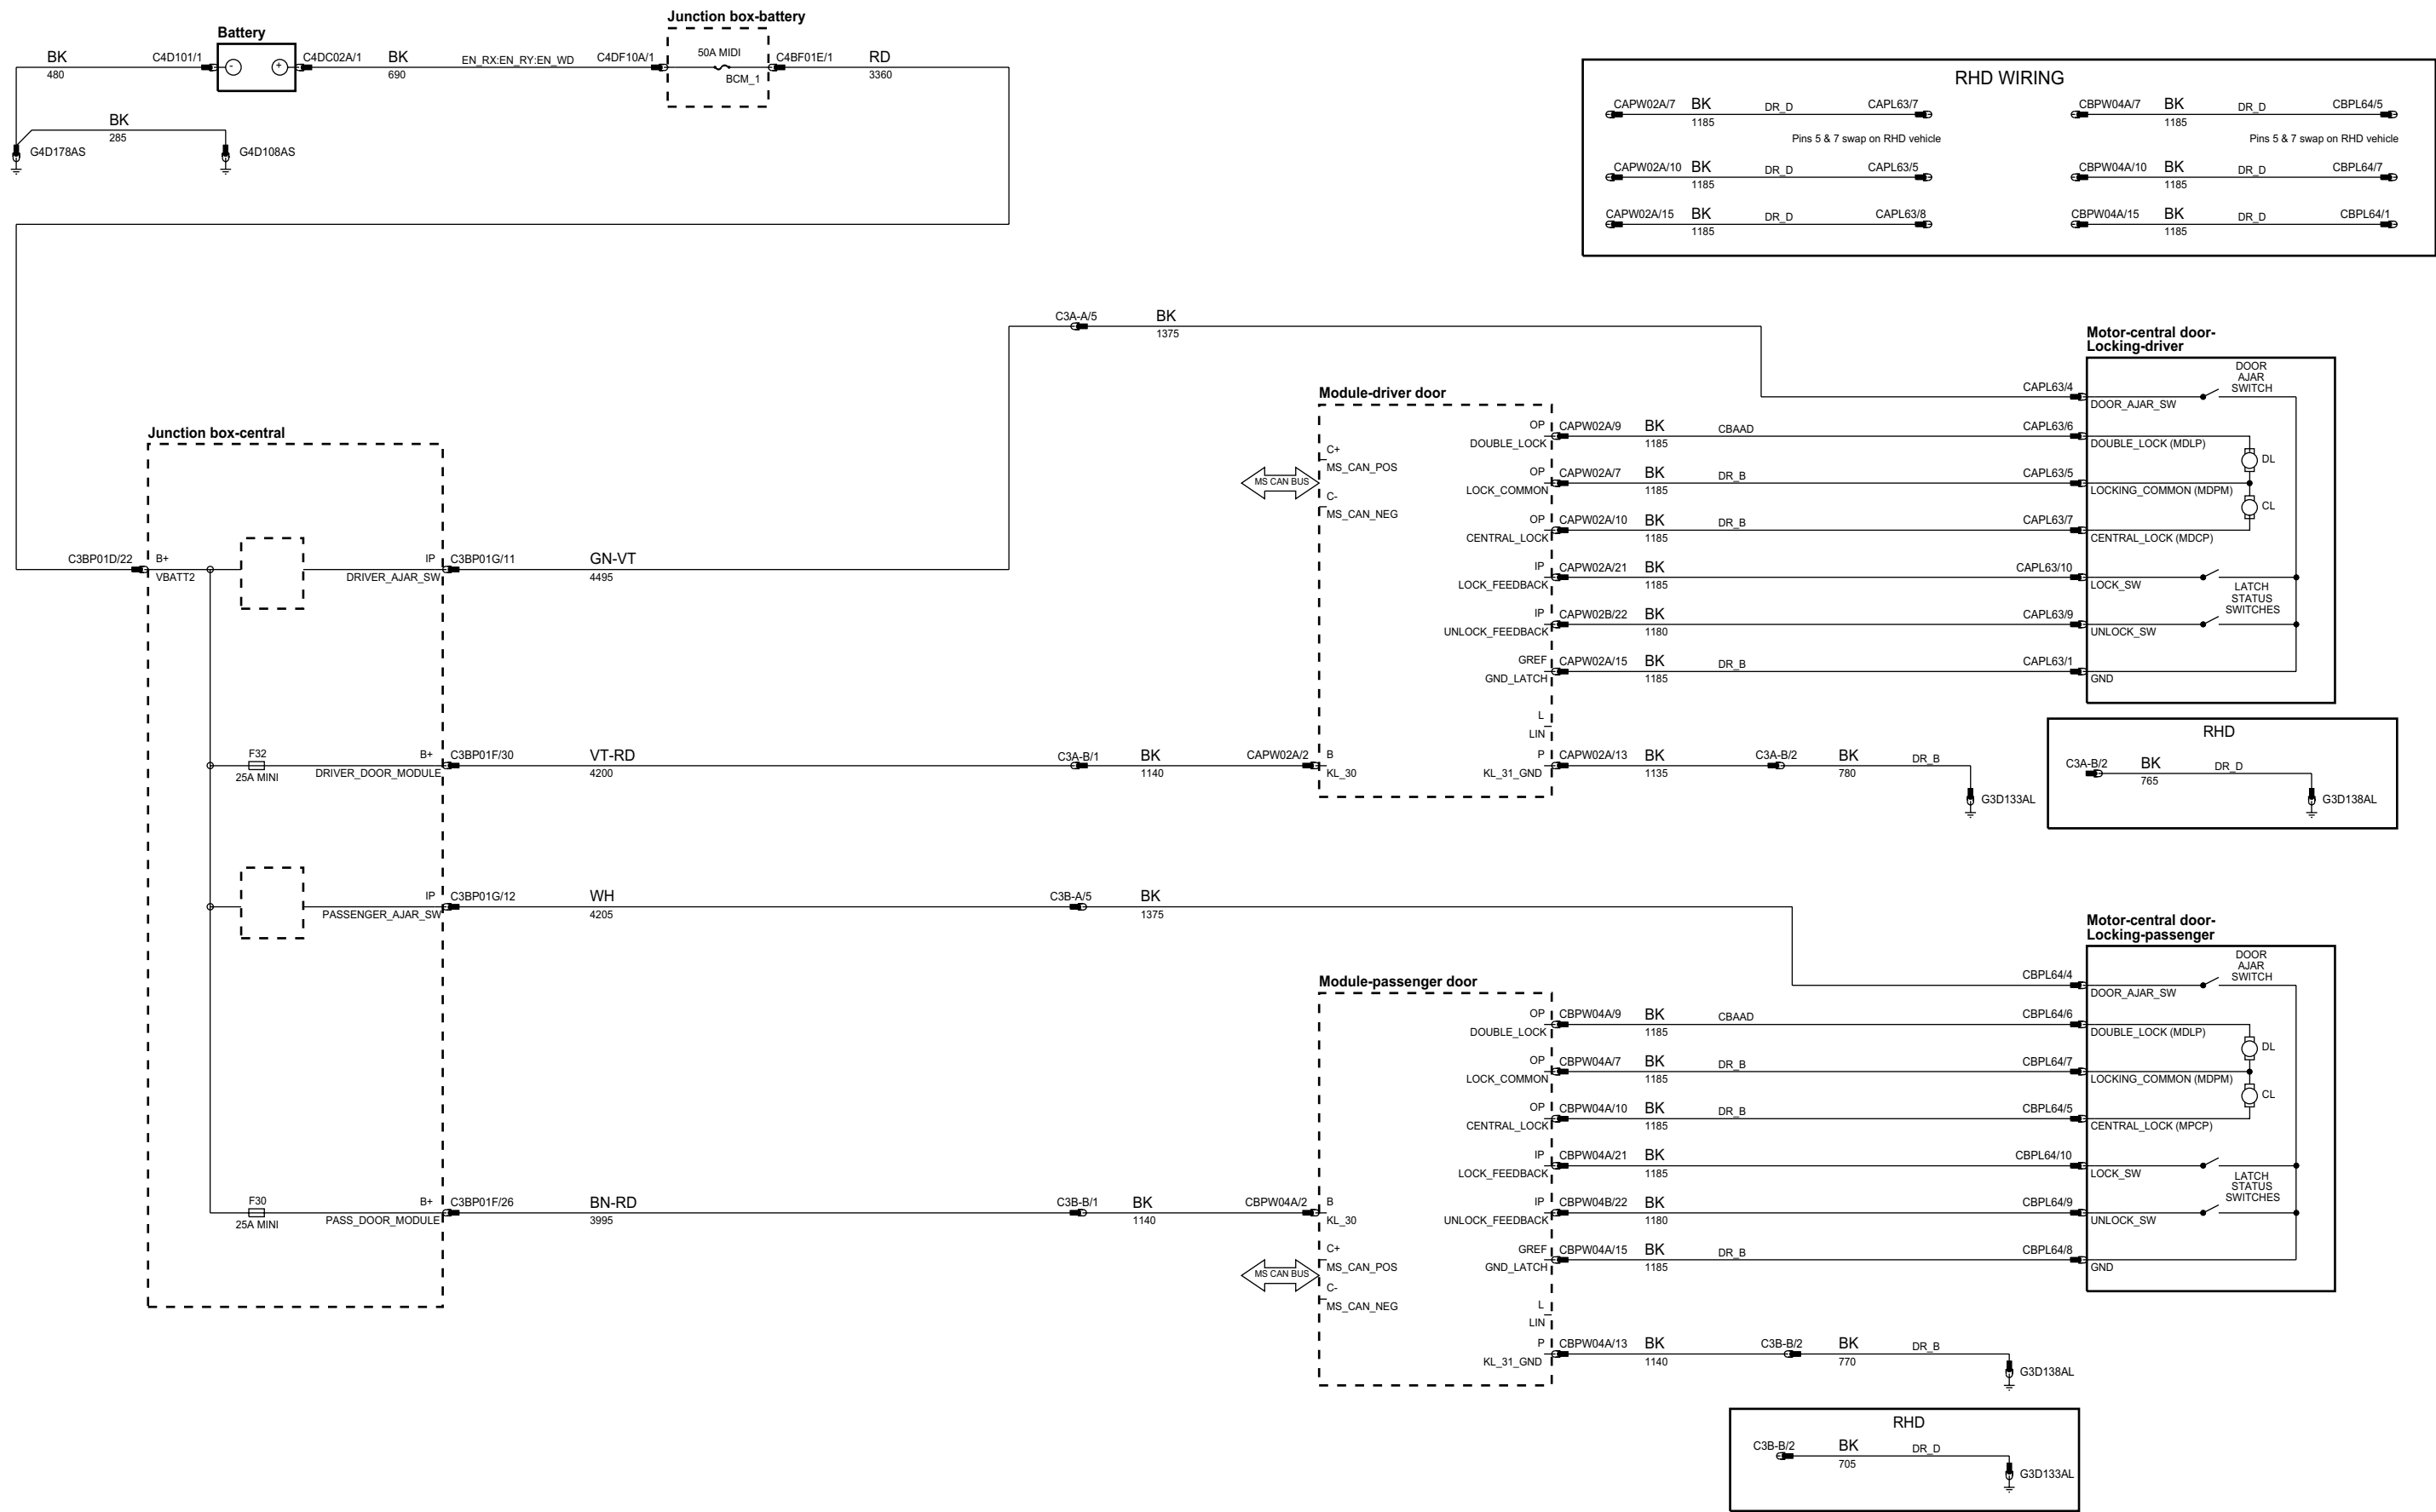 Junction box-battery
Battery
BK
480
C4D101/1
-
+
C4DC02A/1
BK
690
EN_RX:EN_RY:EN_WD
C4DF10A/1
50A MIDI
BCM_1
C4BF01E/1
RD
3360
BK
285
G4D178AS
G4D108AS
RHD WIRING
CAPW02A/7
BK
1185
DR_D
CAPL63/7
CBPW04A/7
BK
1185
DR_D
CBPL64/5
Pins 5 & 7 swap on RHD vehicle
Pins 5 & 7 swap on RHD vehicle
CAPW02A/10
BK
1185
DR_D
CAPL63/5
CBPW04A/10
BK
1185
DR_D
CBPL64/7
CAPW02A/15
BK
1185
DR_D
CAPL63/8
CBPW04A/15
BK
1185
DR_D
CBPL64/1
C3A-A/5
BK
1375
Motor-central door-
Locking-driver
DOOR
AJAR
SWITCH
CAPL63/4
DOOR_AJAR_SW
Module-driver door
OP
DOUBLE_LOCK
CAPW02A/9
BK
1185
CBAAD
CAPL63/6
DOUBLE_LOCK (MDLP)
DL
C+
MS_CAN_POS
MS CAN BUS
C-
MS_CAN_NEG
OP
LOCK_COMMON
CAPW02A/7
BK
1185
DR_B
CAPL63/5
LOCKING_COMMON (MDPM)
CL
OP
CENTRAL_LOCK
CAPW02A/10
BK
1185
DR_B
CAPL63/7
CENTRAL_LOCK (MDCP)
IP
LOCK_FEEDBACK
CAPW02A/21
BK
1185
CAPL63/10
LOCK_SW
LATCH
STATUS
SWITCHES
IP
UNLOCK_FEEDBACK
CAPW02B/22
BK
1180
CAPL63/9
UNLOCK_SW
GREF
GND_LATCH
CAPW02A/15
BK
1185
DR_B
CAPL63/1
GND
L
LIN
Junction box-central
C3BP01D/22
B+
VBATT2
IP
DRIVER_AJAR_SW
C3BP01G/11
GN-VT
4495
F32
25A MINI
B+
DRIVER_DOOR_MODULE
C3BP01F/30
VT-RD
4200
C3A-B/1
BK
1140
CAPW02A/2
B
KL_30
P
KL_31_GND
CAPW02A/13
BK
1135
C3A-B/2
BK
780
DR_B
G3D133AL
RHD
C3A-B/2
BK
765
DR_D
G3D138AL
IP
PASSENGER_AJAR_SW
C3BP01G/12
WH
4205
C3B-A/5
BK
1375
Motor-central door-
Locking-passenger
DOOR
AJAR
SWITCH
CBPL64/4
DOOR_AJAR_SW
Module-passenger door
OP
DOUBLE_LOCK
CBPW04A/9
BK
1185
CBAAD
CBPL64/6
DOUBLE_LOCK (MDLP)
DL
OP
LOCK_COMMON
CBPW04A/7
BK
1185
DR_B
CBPL64/7
LOCKING_COMMON (MDPM)
CL
OP
CENTRAL_LOCK
CBPW04A/10
BK
1185
DR_B
CBPL64/5
CENTRAL_LOCK (MPCP)
IP
LOCK_FEEDBACK
CBPW04A/21
BK
1185
CBPL64/10
LOCK_SW
LATCH
STATUS
SWITCHES
F30
25A MINI
B+
PASS_DOOR_MODULE
C3BP01F/26
BN-RD
3995
C3B-B/1
BK
1140
CBPW04A/2
B
KL_30
IP
UNLOCK_FEEDBACK
CBPW04B/22
BK
1180
CBPL64/9
UNLOCK_SW
C+
MS_CAN_POS
MS CAN BUS
C-
MS_CAN_NEG
GREF
GND_LATCH
CBPW04A/15
BK
1185
DR_B
CBPL64/8
GND
L
LIN
P
KL_31_GND
CBPW04A/13
BK
1140
C3B-B/2
BK
770
DR_B
G3D138AL
RHD
C3B-B/2
BK
705
DR_D
G3D133AL